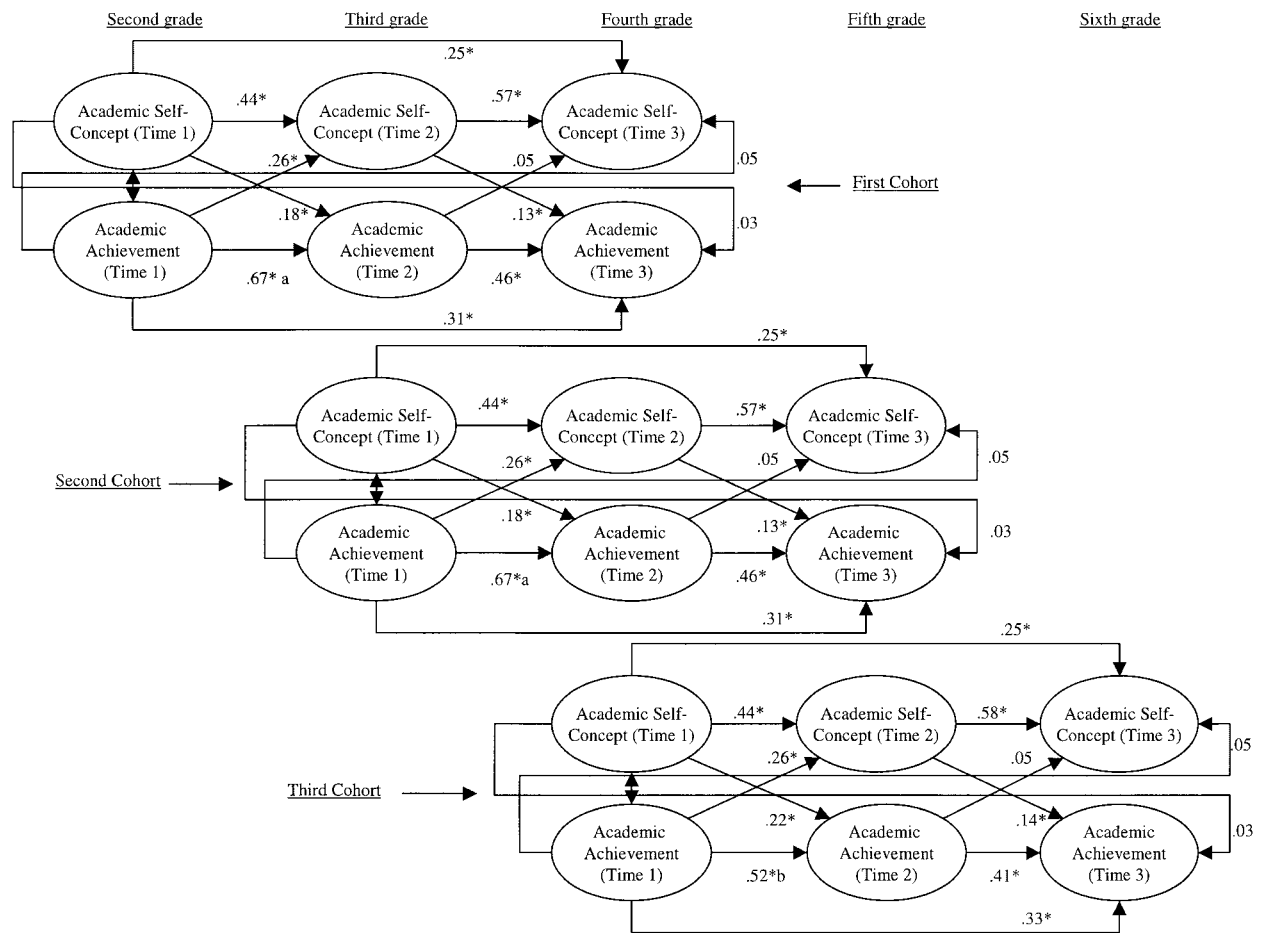 Second grade
Third grade
Fourth grade
Fifth grade
Sixth grade
.25*
Academic Self-
Concept (Time 1)
.44*
Academic Self-
Concept (Time 2)
.57*
Academic Self-
Concept (Time 3)
.26*
.05
.05
First Cohort
.18*
.13*
.03
Academic
Achievement
(Time 1)
.67* a
Academic
Achievement
(Time 2)
.46*
Academic
Achievement
(Time 3)
.31*
.25*
Academic Self-
Concept (Time 1)
.44*
Academic Self-
Concept (Time 2)
.57*
Academic Self-
Concept (Time 3)
.26*
.05
.05
Second Cohort
.18*
.13*
.03
Academic
Achievement
(Time 1)
.67*a
Academic
Achievement
(Time 2)
.46*
Academic
Achievement
(Time 3)
.31*
.25*
Academic Self-
Concept (Time 1)
.44*
Academic Self-
Concept (Time 2)
.58*
Academic Self-
Concept (Time 3)
.26*
.05
.05
Third Cohort
.22*
.14*
.03
Academic
Achievement
(Time 1)
.52*b
Academic
Achievement
(Time 2)
.41*
Academic
Achievement
(Time 3)
.33*